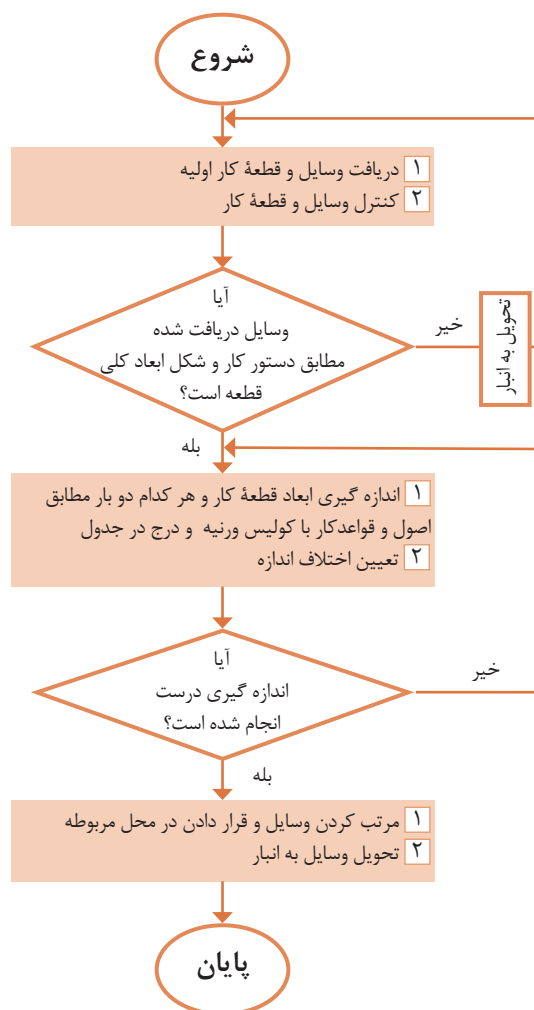 شروع
۱ دریافت وسایل و قطعۀ کار اولیه
۲ کنترل وسایل و قطعۀ کار
آیا
وسایل دریافت شده
مطابق دستور کار و شکل ابعاد کلی
قطعه است؟
خیر
تحویل به انبار
بله
۱ اندازه گیری ابعاد قطعۀ کار و هر کدام دو بار مطابق
اصول و قواعدکار با کولیس ورنیه و درج در جدول
۲ تعیین اختلاف اندازه
آیا
اندازه گیری درست
انجام شده است؟
خیر
بله
۱ مرتب کردن وسایل و قرار دادن در محل مربوطه
۲ تحویل وسایل به انبار
پایان